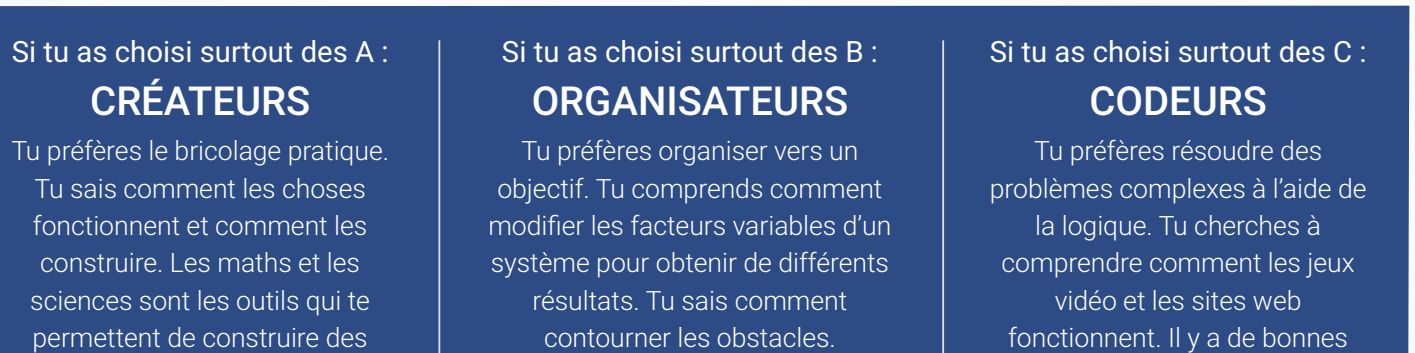 Si tu as choisi surtout des A :
CRÉATEURS
Tu préfères le bricolage pratique.
Tu sais comment les choses
fonctionnent et comment les
construire. Les maths et les
sciences sont les outils qui te
permettent de construire des
Si tu as choisi surtout des B :
ORGANISATEURS
Tu préfères organiser vers un
objectif. Tu comprends comment
modifier les facteurs variables d’un
système pour obtenir de différents
résultats. Tu sais comment
contourner les obstacles.
Si tu as choisi surtout des C :
CODEURS
Tu préfères résoudre des
problèmes complexes à l’aide de
la logique. Tu cherches à
comprendre comment les jeux
vidéo et les sites web
fonctionnent. Il y a de bonnes